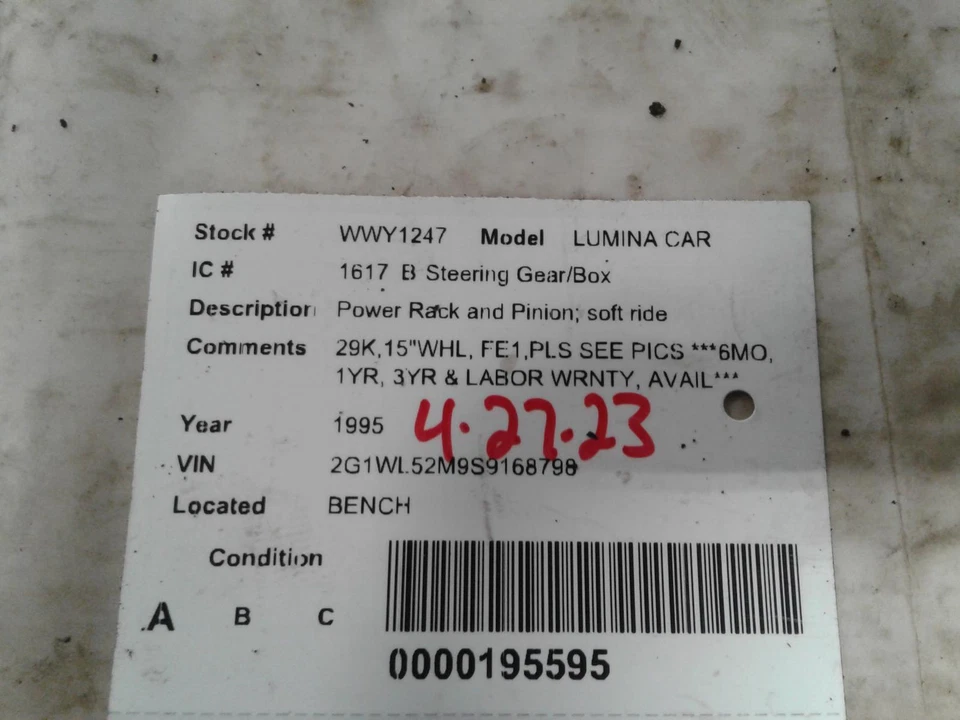 Stock # WWY1247 Model LUMINA CAR
IC # 1617 B Steering Gear/Box
Description Power Rack and Pinion; soft ride
Comments 29K,15"WHL, FE1,PLS SEE PICS ***6MO,
1YR, 3YR & LABOR WRNTY, AVAIL***
Year 1995 4.27.23
VIN 2G1WL52M9S9168798
Located BENCH
Condition
A B C
0000195595